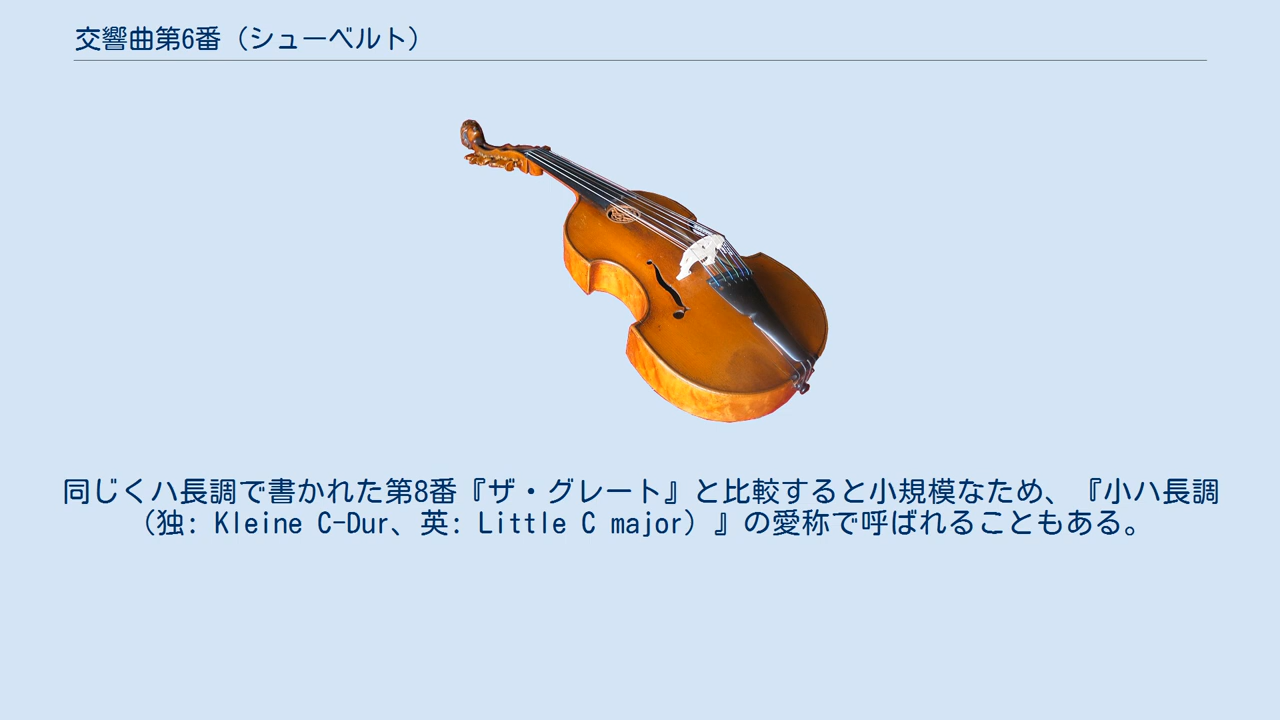 交響曲第6番（シューベルト）
同じくハ長調で書かれた第8番『ザ・グレート』と比較すると小規模なため、『小ハ長調
（独: Kleine C-Dur、英: Little C major）』の愛称で呼ばれることもある。